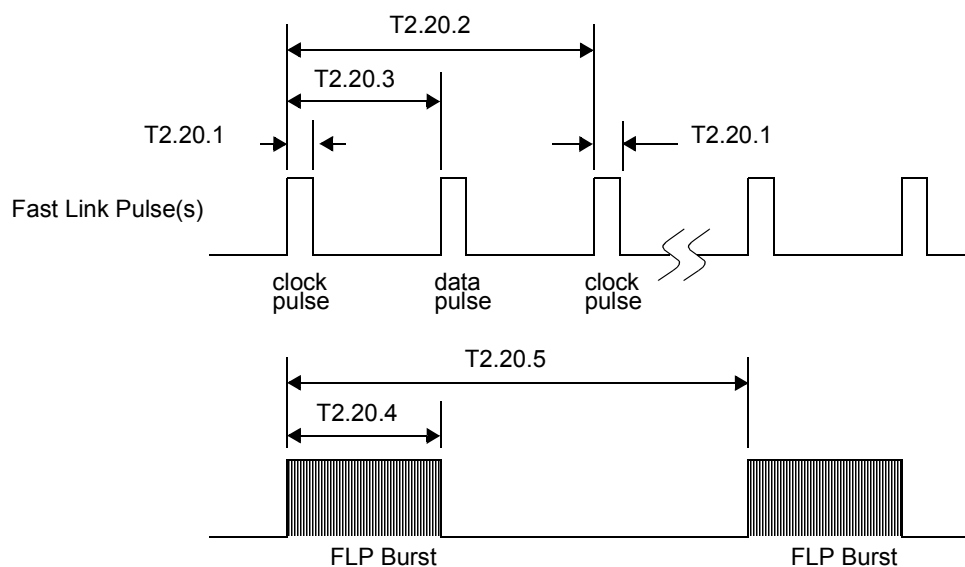 T2.20.2
T2.20.3
T2.20.1
T2.20.1
Fast Link Pulse(s)
clock
pulse
data
pulse
clock
pulse
T2.20.5
T2.20.4
FLP Burst
FLP Burst